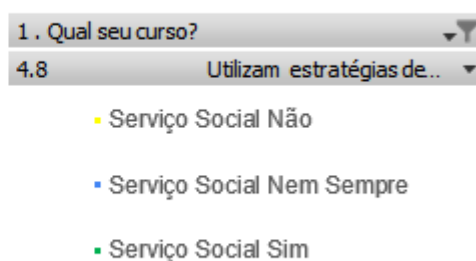 1 . Qual seu curso?
4.8 Utilizam estratégias de...
Serviço Social Não
Serviço Social Nem Sempre
Serviço Social Sim